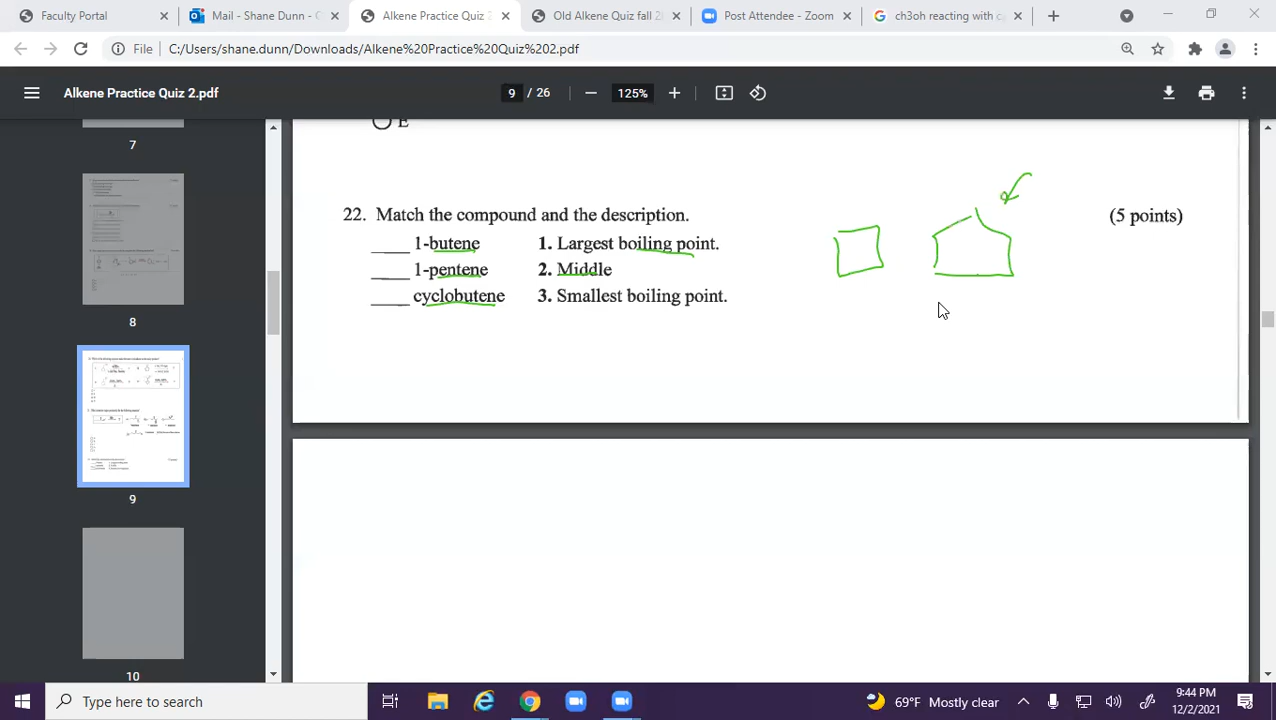 Faculty Portal
Mail - Shane Dunn - C
Alkene Practice Quiz 2
Old Alkene Quiz fall 2
Post Attendee - Zoom
ch3oh reacting with c
File
C:/Users/shane.dunn/Downloads/Alkene%20Practice%20Quiz%202.pdf
Alkene Practice Quiz 2.pdf
9 / 26
125%
E
7
22. Match the compound and the description. (5 points)
____ 1-butene 1. Largest boiling point.
____ 1-pentene 2. Middle
____ cyclobutene 3. Smallest boiling point.
8
9
10
Type here to search
69°F Mostly clear
9:44 PM
12/2/2021